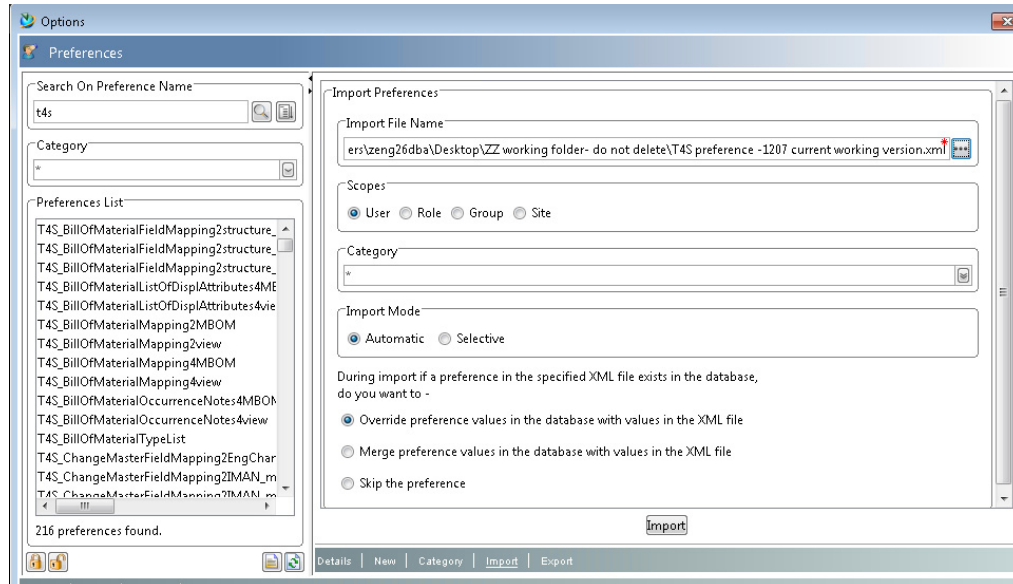 Options
Preferences
Search On Preference Name
t4s
Category
*
Preferences List
T4S_BillOfMaterialFieldMapping2structure_
T4S_BillOfMaterialFieldMapping2structure_
T4S_BillOfMaterialFieldMapping2structure_
T4S_BillOfMaterialListOfDisplAttributes4ME
T4S_BillOfMaterialListOfDisplAttributes4vie
T4S_BillOfMaterialMapping2MBOM
T4S_BillOfMaterialMapping2view
T4S_BillOfMaterialMapping4MBOM
T4S_BillOfMaterialMapping4view
T4S_BillOfMaterialOccurrenceNotes4MBON
T4S_BillOfMaterialOccurrenceNotes4view
T4S_BillOfMaterialTypeList
T4S_ChangeMasterFieldMapping2EngChar
T4S_ChangeMasterFieldMapping2IMAN_m
T4S_ChangeMasterFieldMapping2IMAN_m
216 preferences found.
Import Preferences
Import File Name
ers\zeng26dba\Desktop\ZZ working folder- do not delete\T4S preference -1207 current working version.xml
*
...
Scopes
User Role Group Site
Category
*
Import Mode
Automatic Selective
During import if a preference in the specified XML file exists in the database,
do you want to -
Override preference values in the database with values in the XML file
Merge preference values in the database with values in the XML file
Skip the preference
Import
Details | New | Category | Import | Export